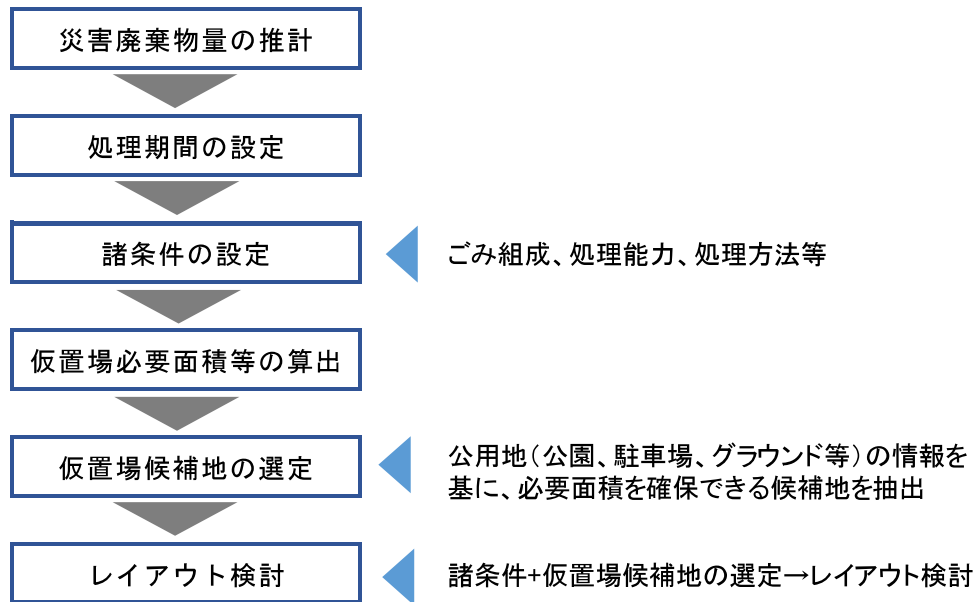 災害廃棄物量の推計
処理期間の設定
諸条件の設定
ごみ組成、処理能力、処理方法等
仮置場必要面積等の算出
仮置場候補地の選定
公用地（公園、駐車場、グラウンド等）の情報を
基に、必要面積を確保できる候補地を抽出
レイアウト検討
諸条件+仮置場候補地の選定→レイアウト検討